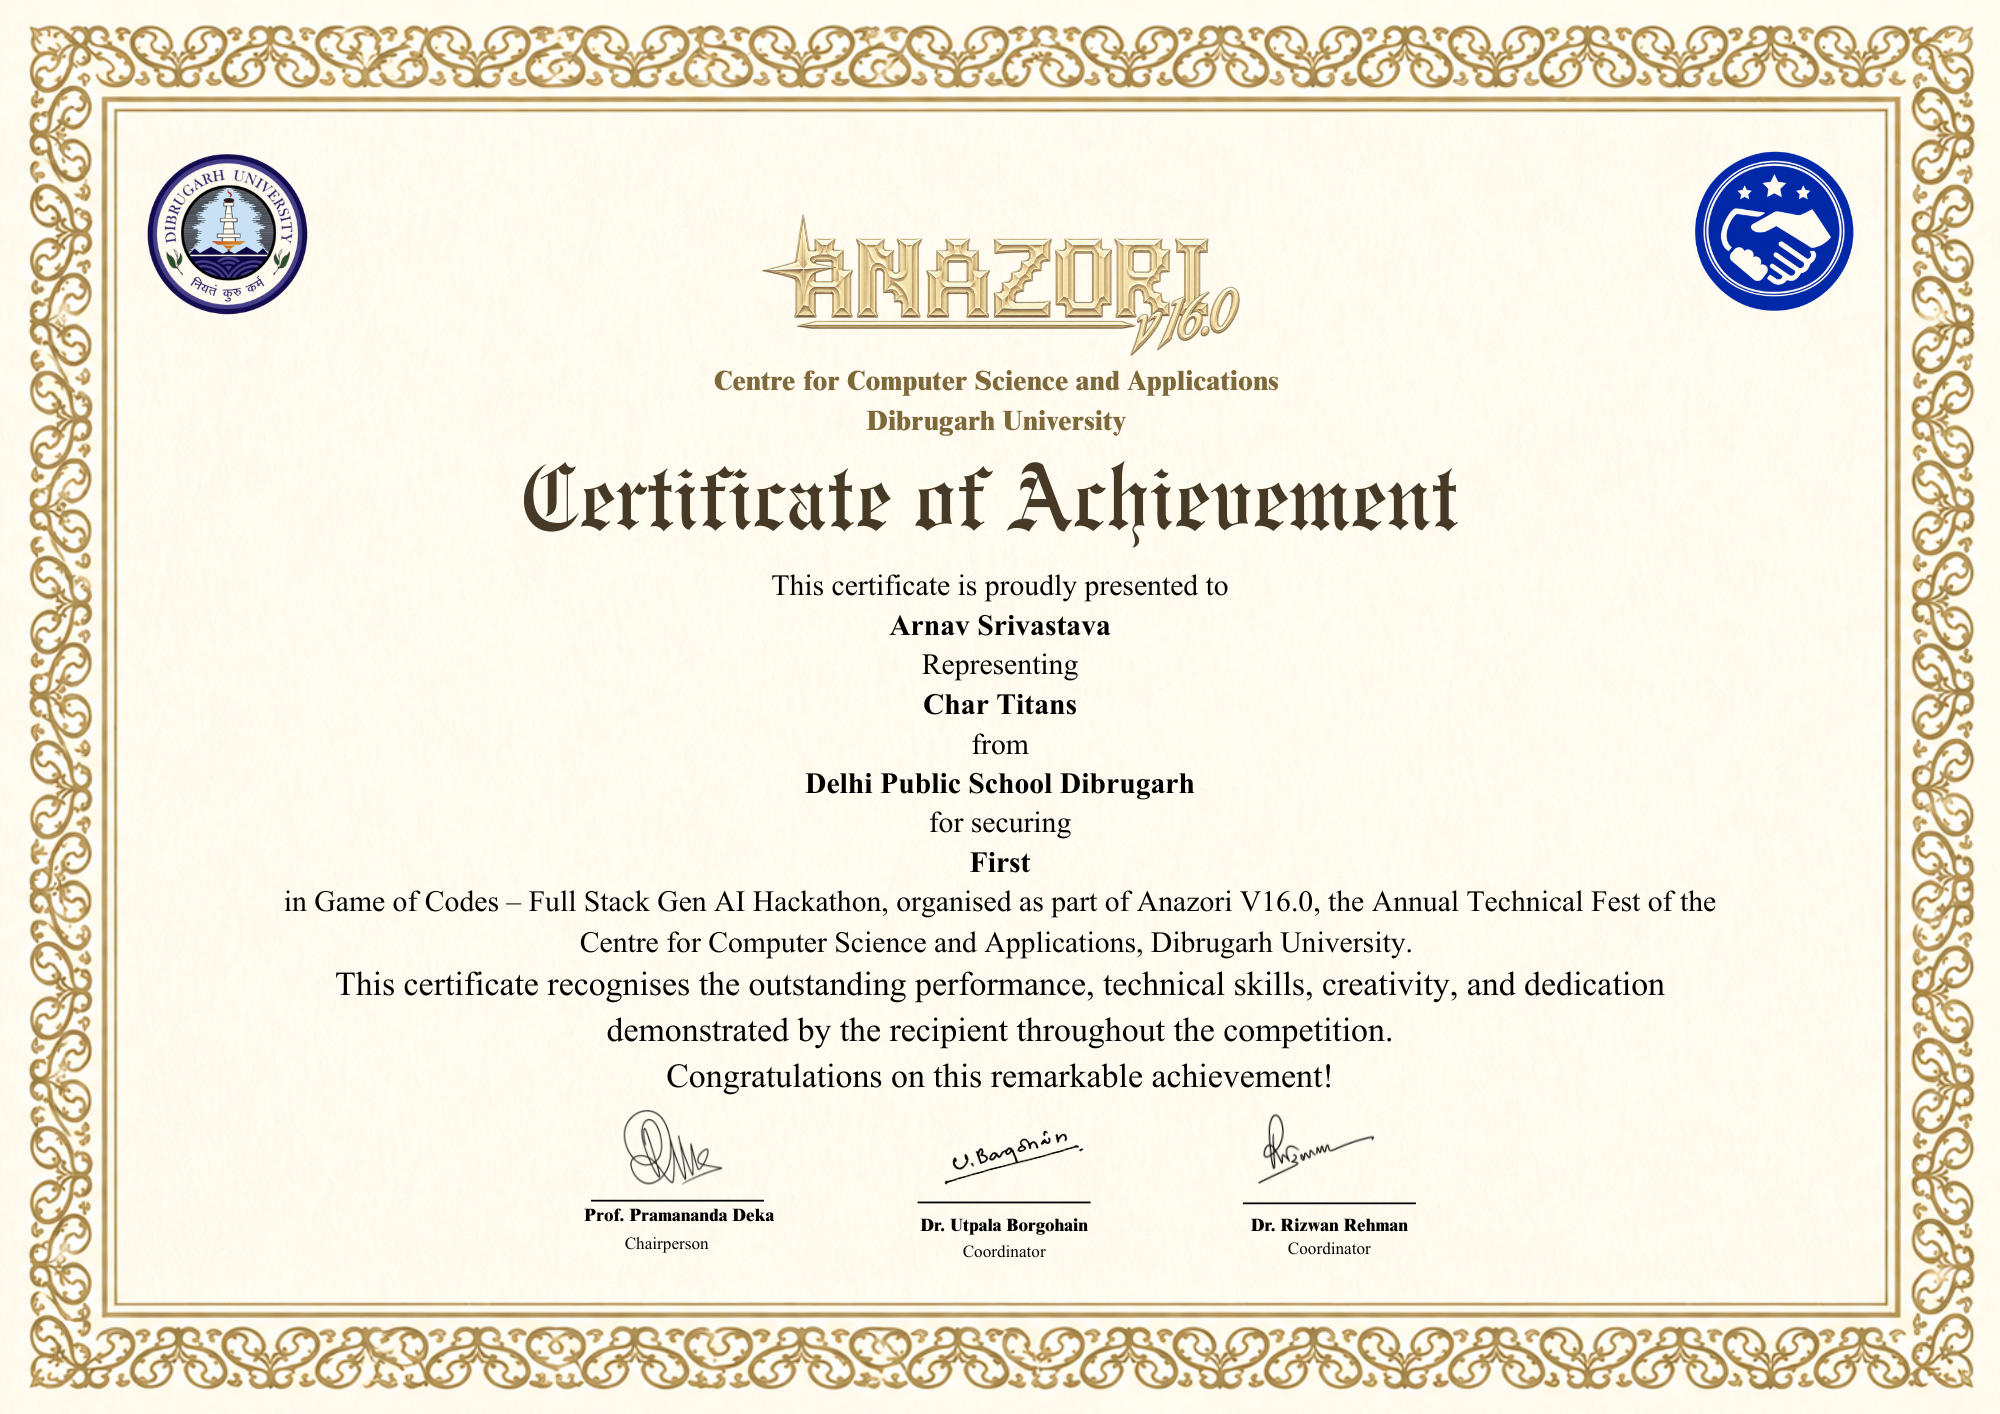 DIBRUGARH UNIVERSITY
नियतं कुरु कर्म
ANAZORI
v16.0
Centre for Computer Science and Applications
Dibrugarh University
Certificate of Achievement
This certificate is proudly presented to
Arnav Srivastava
Representing
Char Titans
from
Delhi Public School Dibrugarh
for securing
First
in Game of Codes – Full Stack Gen AI Hackathon, organised as part of Anazori V16.0, the Annual Technical Fest of the
Centre for Computer Science and Applications, Dibrugarh University.
This certificate recognises the outstanding performance, technical skills, creativity, and dedication
demonstrated by the recipient throughout the competition.
Congratulations on this remarkable achievement!
U. Borgohain
Prof. Pramananda Deka
Chairperson
Dr. Utpala Borgohain
Coordinator
Dr. Rizwan Rehman
Coordinator